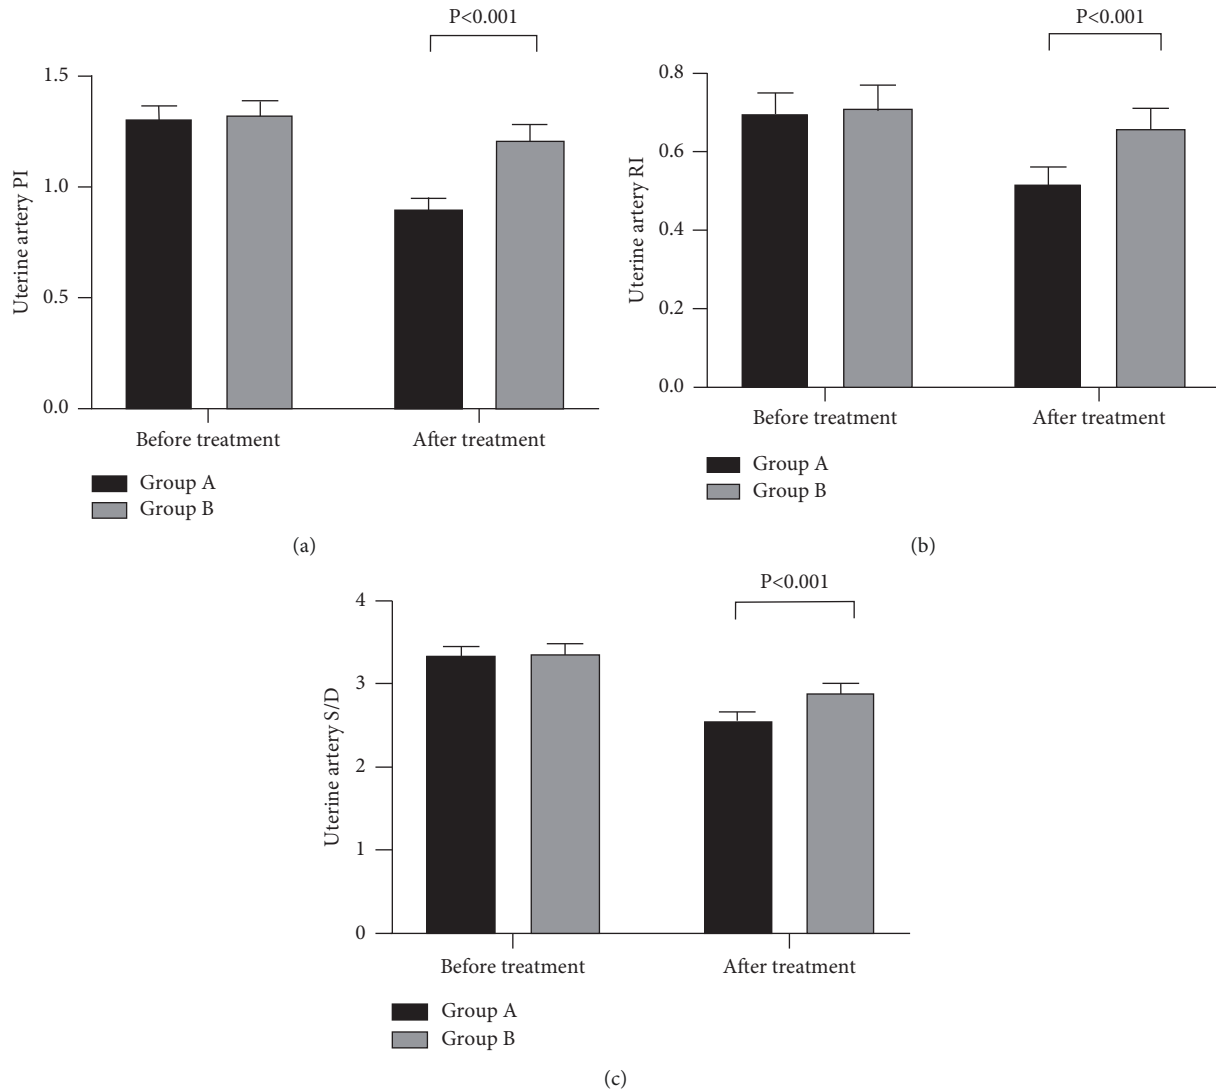 P<0.001
1.5
1.0
0.5
0.0
Uterine artery PI
Before treatment
After treatment
Group A
Group B
(a)
P<0.001
0.8
0.6
0.4
0.2
0.0
Uterine artery RI
Before treatment
After treatment
Group A
Group B
(b)
P<0.001
4
3
2
1
0
Uterine artery S/D
Before treatment
After treatment
Group A
Group B
(c)